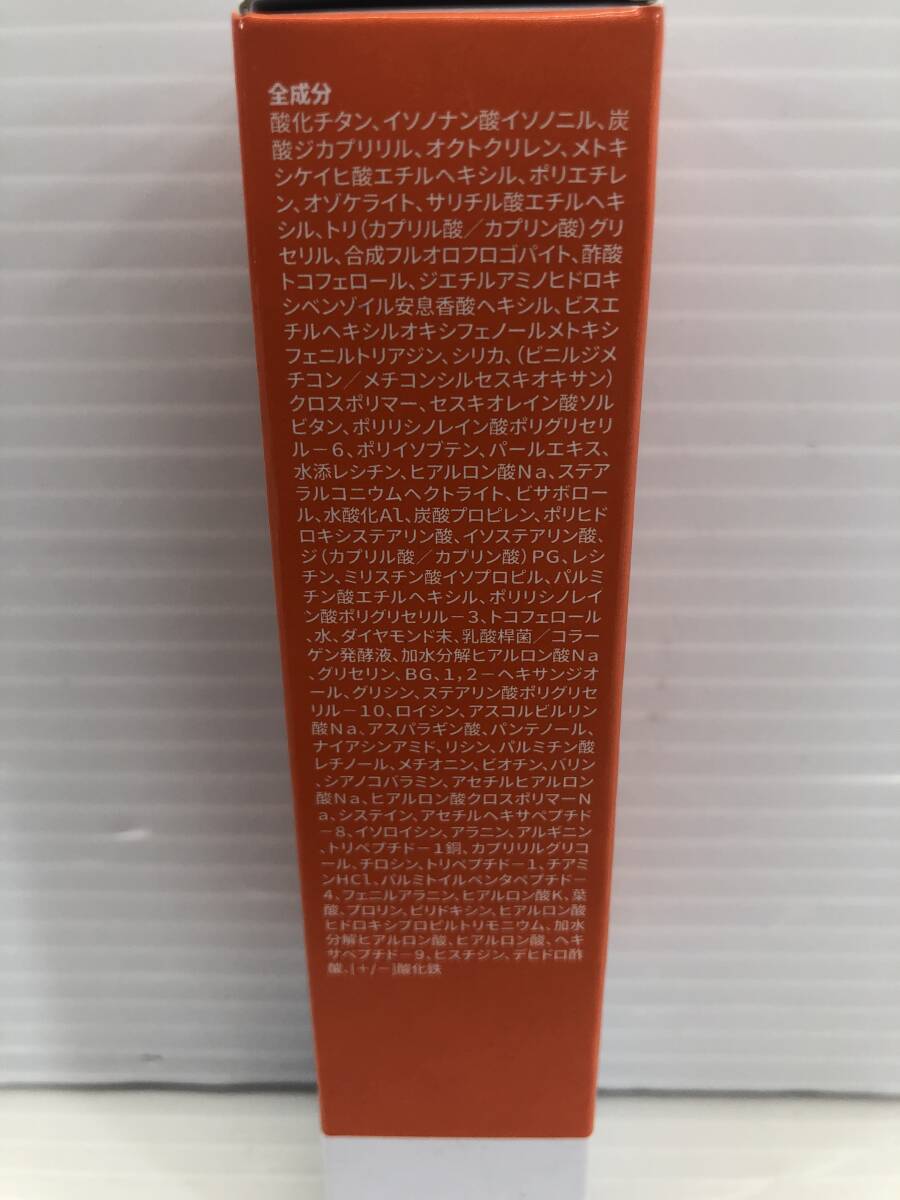 全成分
酸化チタン、イソノナン酸イソノニル、炭
酸ジカプリリル、オクトクリレン、メトキ
シケイヒ酸エチルヘキシル、ポリエチレ
ン、オゾケライト、サリチル酸エチルヘキ
シル、トリ（カプリル酸／カプリン酸）グリ
セリル、合成フルオロフロゴパイト、酢酸
トコフェロール、ジエチルアミノヒドロキ
シベンゾイル安息香酸ヘキシル、ビスエ
チルヘキシルオキシフェノールメトキシ
フェニルトリアジン、シリカ、（ビニルジメ
チコン／メチコンシルセスキオキサン）
クロスポリマー、セスキオレイン酸ソル
ビタン、ポリリシノレイン酸ポリグリセリ
ル－6、ポリイソブテン、パールエキス、
水添レシチン、ヒアルロン酸Na、ステア
ラルコニウムヘクトライト、ビサボロー
ル、水酸化Al、炭酸プロピレン、ポリヒド
ロキシステアリン酸、イソステアリン酸、
ジ（カプリル酸／カプリン酸）PG、レシ
チン、ミリスチン酸イソプロピル、パルミ
チン酸エチルヘキシル、ポリリシノレイ
ン酸ポリグリセリル－3、トコフェロール、
水、ダイヤモンド末、乳酸桿菌／コラー
ゲン発酵液、加水分解ヒアルロン酸Na
、グリセリン、BG、1，2－ヘキサンジオ
ール、グリシン、ステアリン酸ポリグリセ
リル－10、ロイシン、アスコルビルリン
酸Na、アスパラギン酸、パンテノール、
ナイアシンアミド、リシン、パルミチン酸
レチノール、メチオニン、ビオチン、バリン
、シアノコバラミン、アセチルヒアルロン
酸Na、ヒアルロン酸クロスポリマーN
a、システイン、アセチルヘキサペプチド
－8、イソロイシン、アラニン、アルギニン
、トリペプチド－1銅、カプリリルグリコ
ール、チロシン、トリペプチド－1、チアミ
ンHCl、パルミトイルペンタペプチド－
4、フェニルアラニン、ヒアルロン酸K、葉
酸、プロリン、ピリドキシン、ヒアルロン酸
ヒドロキシプロピルトリモニウム、加水
分解ヒアルロン酸、ヒアルロン酸、ヘキ
サペプチド－9、ヒスチジン、デヒドロ酢
酸、[＋/－]酸化鉄